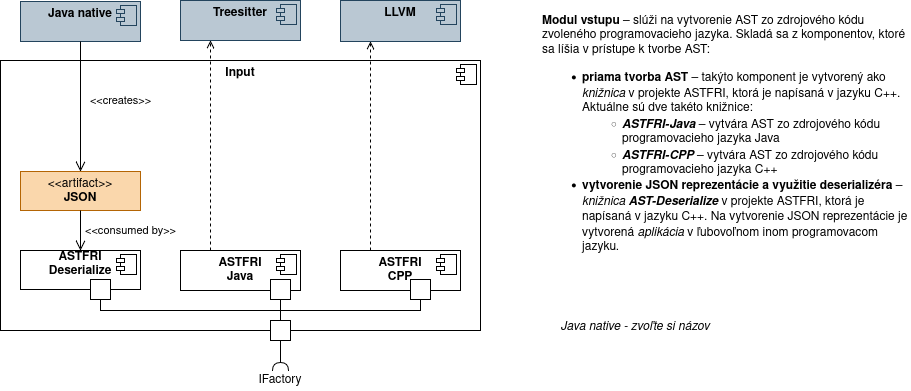 Java native
Treesitter
LLVM
Input
<<creates>>
<<artifact>>
JSON
<<consumed by>>
ASTFRI
Deserialize
ASTFRI
Java
ASTFRI
CPP
IFactory
Modul vstupu – slúži na vytvorenie AST zo zdrojového kódu
zvoleného programovacieho jazyka. Skladá sa z komponentov, ktoré
sa líšia v prístupe k tvorbe AST:
• priama tvorba AST – takýto komponent je vytvorený ako
knižnica v projekte ASTFRI, ktorá je napísaná v jazyku C++.
Aktuálne sú dve takéto knižnice:
○ ASTFRI-Java – vytvára AST zo zdrojového kódu
programovacieho jazyka Java
○ ASTFRI-CPP – vytvára AST zo zdrojového kódu
programovacieho jazyka C++
• vytvorenie JSON reprezentácie a využitie deserializéra –
knižnica AST-Deserialize v projekte ASTFRI, ktorá je
napísaná v jazyku C++. Na vytvorenie JSON reprezentácie je
vytvorená aplikácia v ľubovoľnom inom programovacom
jazyku.
Java native - zvoľte si názov